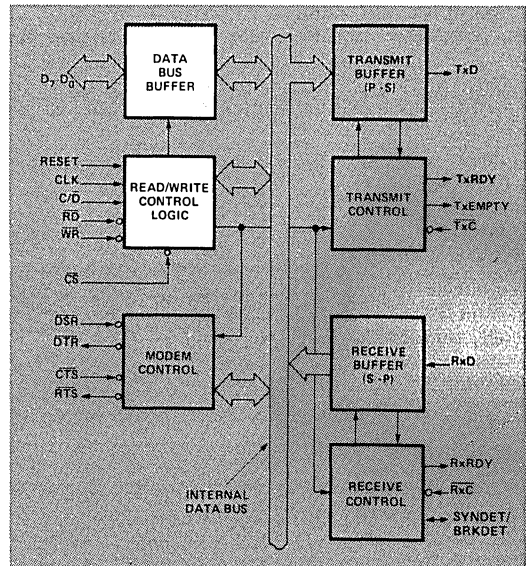 DATA
BUS
BUFFER
D7, D0
TRANSMIT
BUFFER
(P - S)
TxD
RESET
CLK
C/D
RD
WR
CS
READ/WRITE
CONTROL
LOGIC
TRANSMIT
CONTROL
TxRDY
TxEMPTY
TxC
DSR
DTR
CTS
RTS
MODEM
CONTROL
RECEIVE
BUFFER
(S - P)
RxD
INTERNAL
DATA BUS
RECEIVE
CONTROL
RxRDY
RxC
SYNDET/
BRKDET